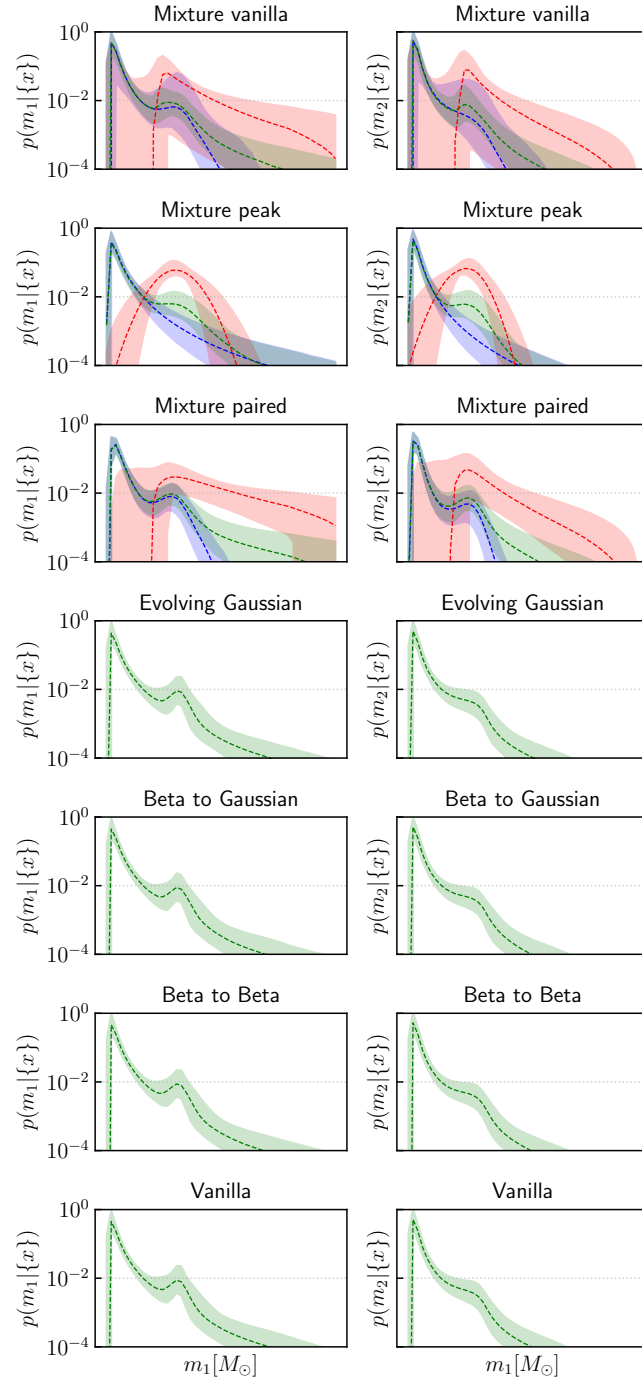 Mixture vanilla
Mixture vanilla
10^0
10^{-2}
10^{-4}
p(m_1|{x})
p(m_2|{x})
Mixture peak
Mixture peak
10^0
10^{-2}
10^{-4}
p(m_1|{x})
p(m_2|{x})
Mixture paired
Mixture paired
10^0
10^{-2}
10^{-4}
p(m_1|{x})
p(m_2|{x})
Evolving Gaussian
Evolving Gaussian
10^0
10^{-2}
10^{-4}
p(m_1|{x})
p(m_2|{x})
Beta to Gaussian
Beta to Gaussian
10^0
10^{-2}
10^{-4}
p(m_1|{x})
p(m_2|{x})
Beta to Beta
Beta to Beta
10^0
10^{-2}
10^{-4}
p(m_1|{x})
p(m_2|{x})
Vanilla
Vanilla
10^0
10^{-2}
10^{-4}
p(m_1|{x})
p(m_2|{x})
m_1[M_⊙]
m_1[M_⊙]